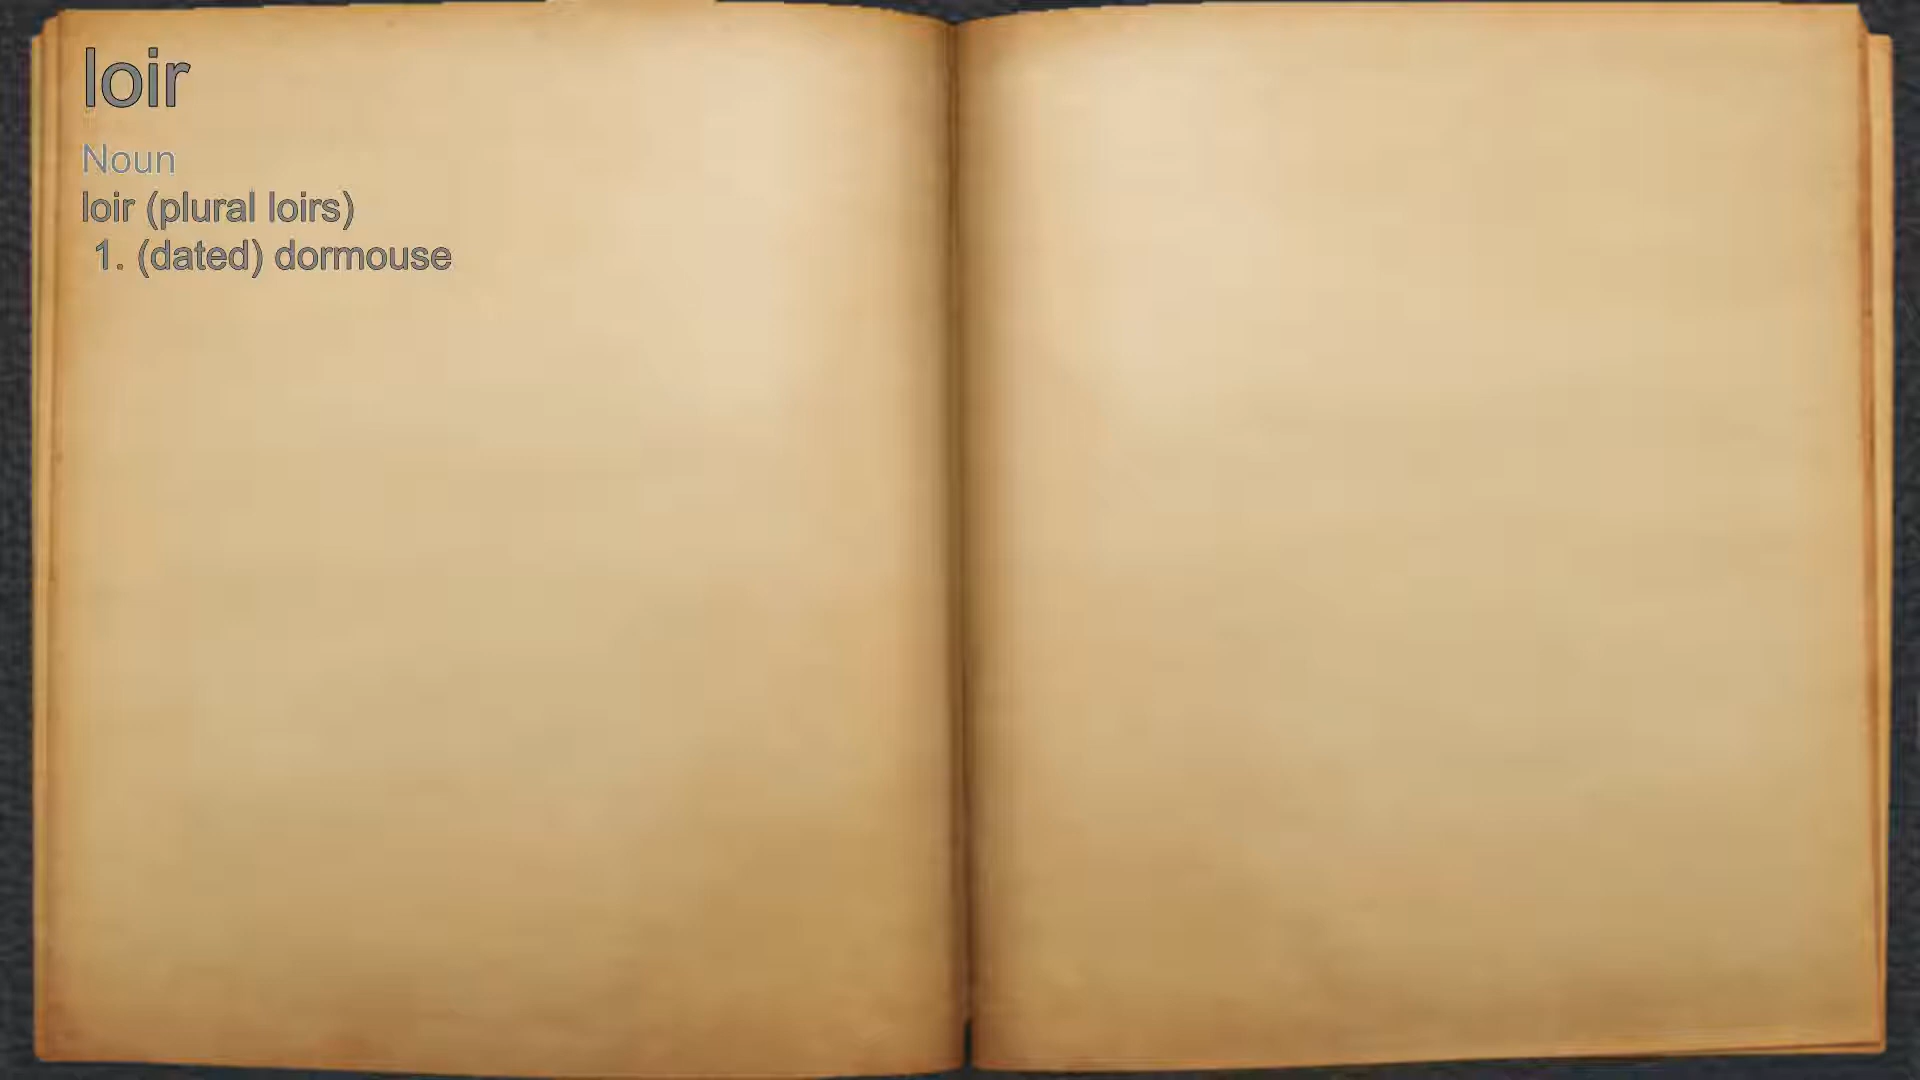 loir
Noun
loir (plural loirs)
1. (dated) dormouse